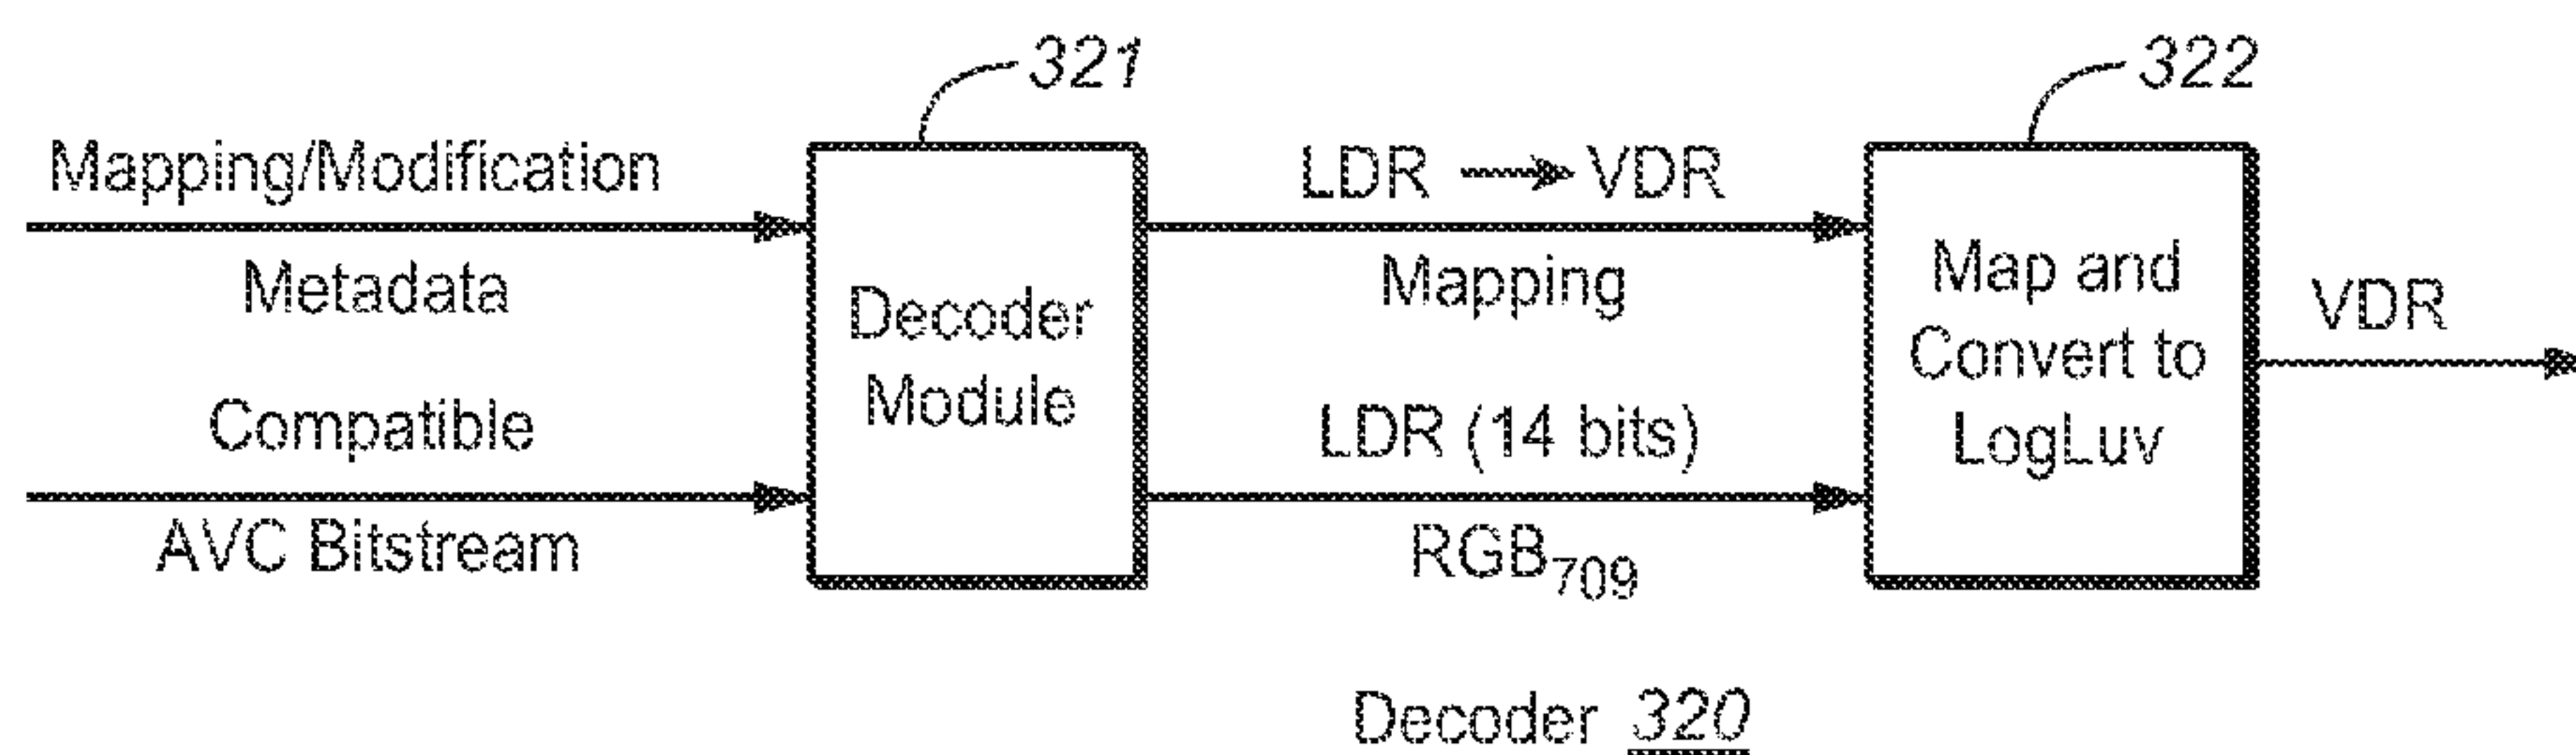 321
322
Mapping/Modification
Metadata
Compatible
AVC Bitstream
Decoder
Module
LDR → VDR
Mapping
LDR (14 bits)
RGB709
Map and
Convert to
LogLuv
VDR
Decoder 320